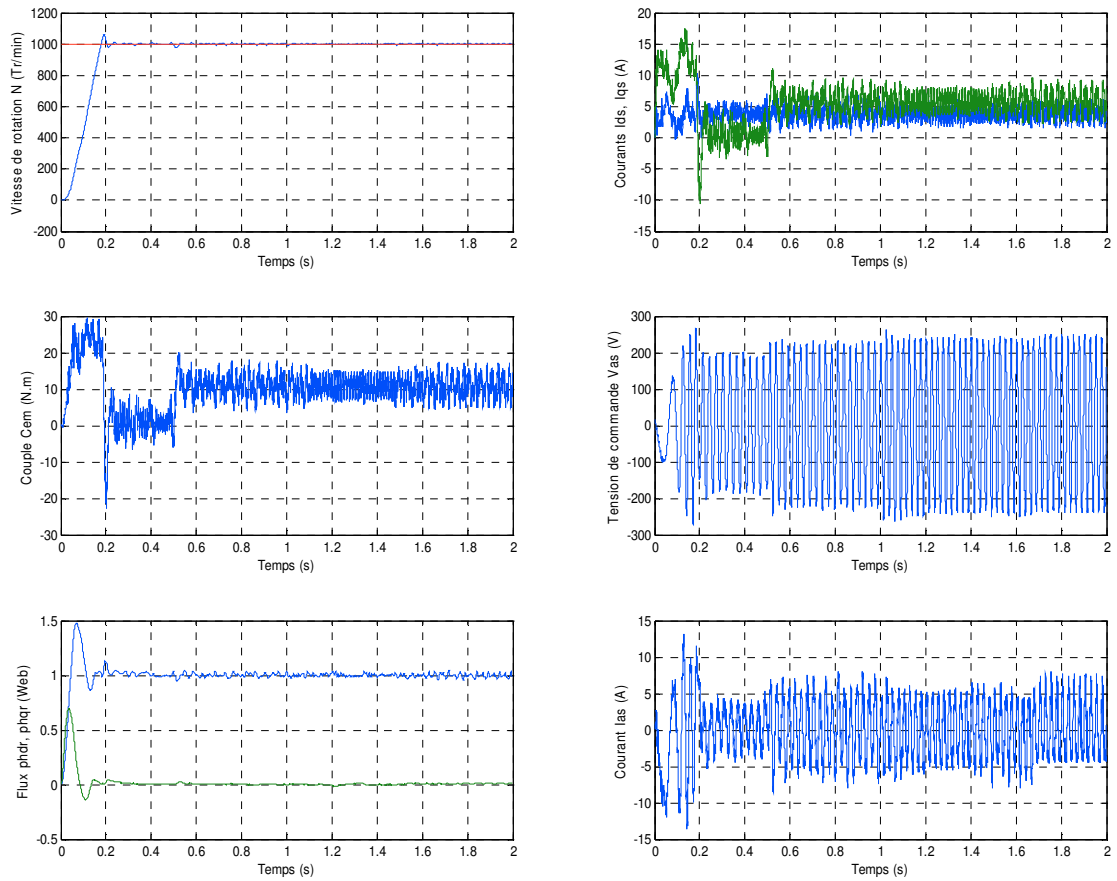 Vitesse de rotation N (Tr/min)
1200
1000
800
600
400
200
0
-200
0 0.2 0.4 0.6 0.8 1 1.2 1.4 1.6 1.8 2
Temps (s)
Courants Ids, Iqs (A)
20
15
10
5
0
-5
-10
-15
0 0.2 0.4 0.6 0.8 1 1.2 1.4 1.6 1.8 2
Temps (s)
Couple Cem (N.m)
30
20
10
0
-10
-20
-30
0 0.2 0.4 0.6 0.8 1 1.2 1.4 1.6 1.8 2
Temps (s)
Tension de commande Vas (V)
300
200
100
0
-100
-200
-300
0 0.2 0.4 0.6 0.8 1 1.2 1.4 1.6 1.8 2
Temps (s)
Flux phdr, phqr (Web)
1.5
1
0.5
0
-0.5
0 0.2 0.4 0.6 0.8 1 1.2 1.4 1.6 1.8 2
Temps (s)
Courant Ias (A)
15
10
5
0
-5
-10
-15
0 0.2 0.4 0.6 0.8 1 1.2 1.4 1.6 1.8 2
Temps (s)